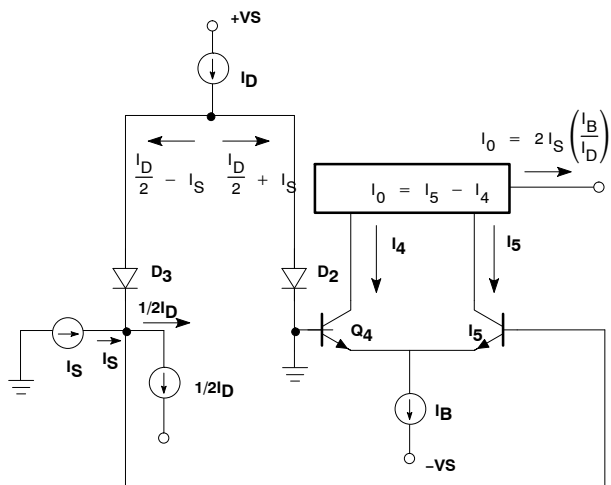 +VS
I_D
I_0 = 2 I_S (I_B/I_D)
I_D/2 − I_S
I_D/2 + I_S
I_0 = I_5 − I_4
I_4
I_5
D_3
D_2
1/2I_D
Q_4
I_5
I_S
I_S
1/2I_D
I_B
−VS